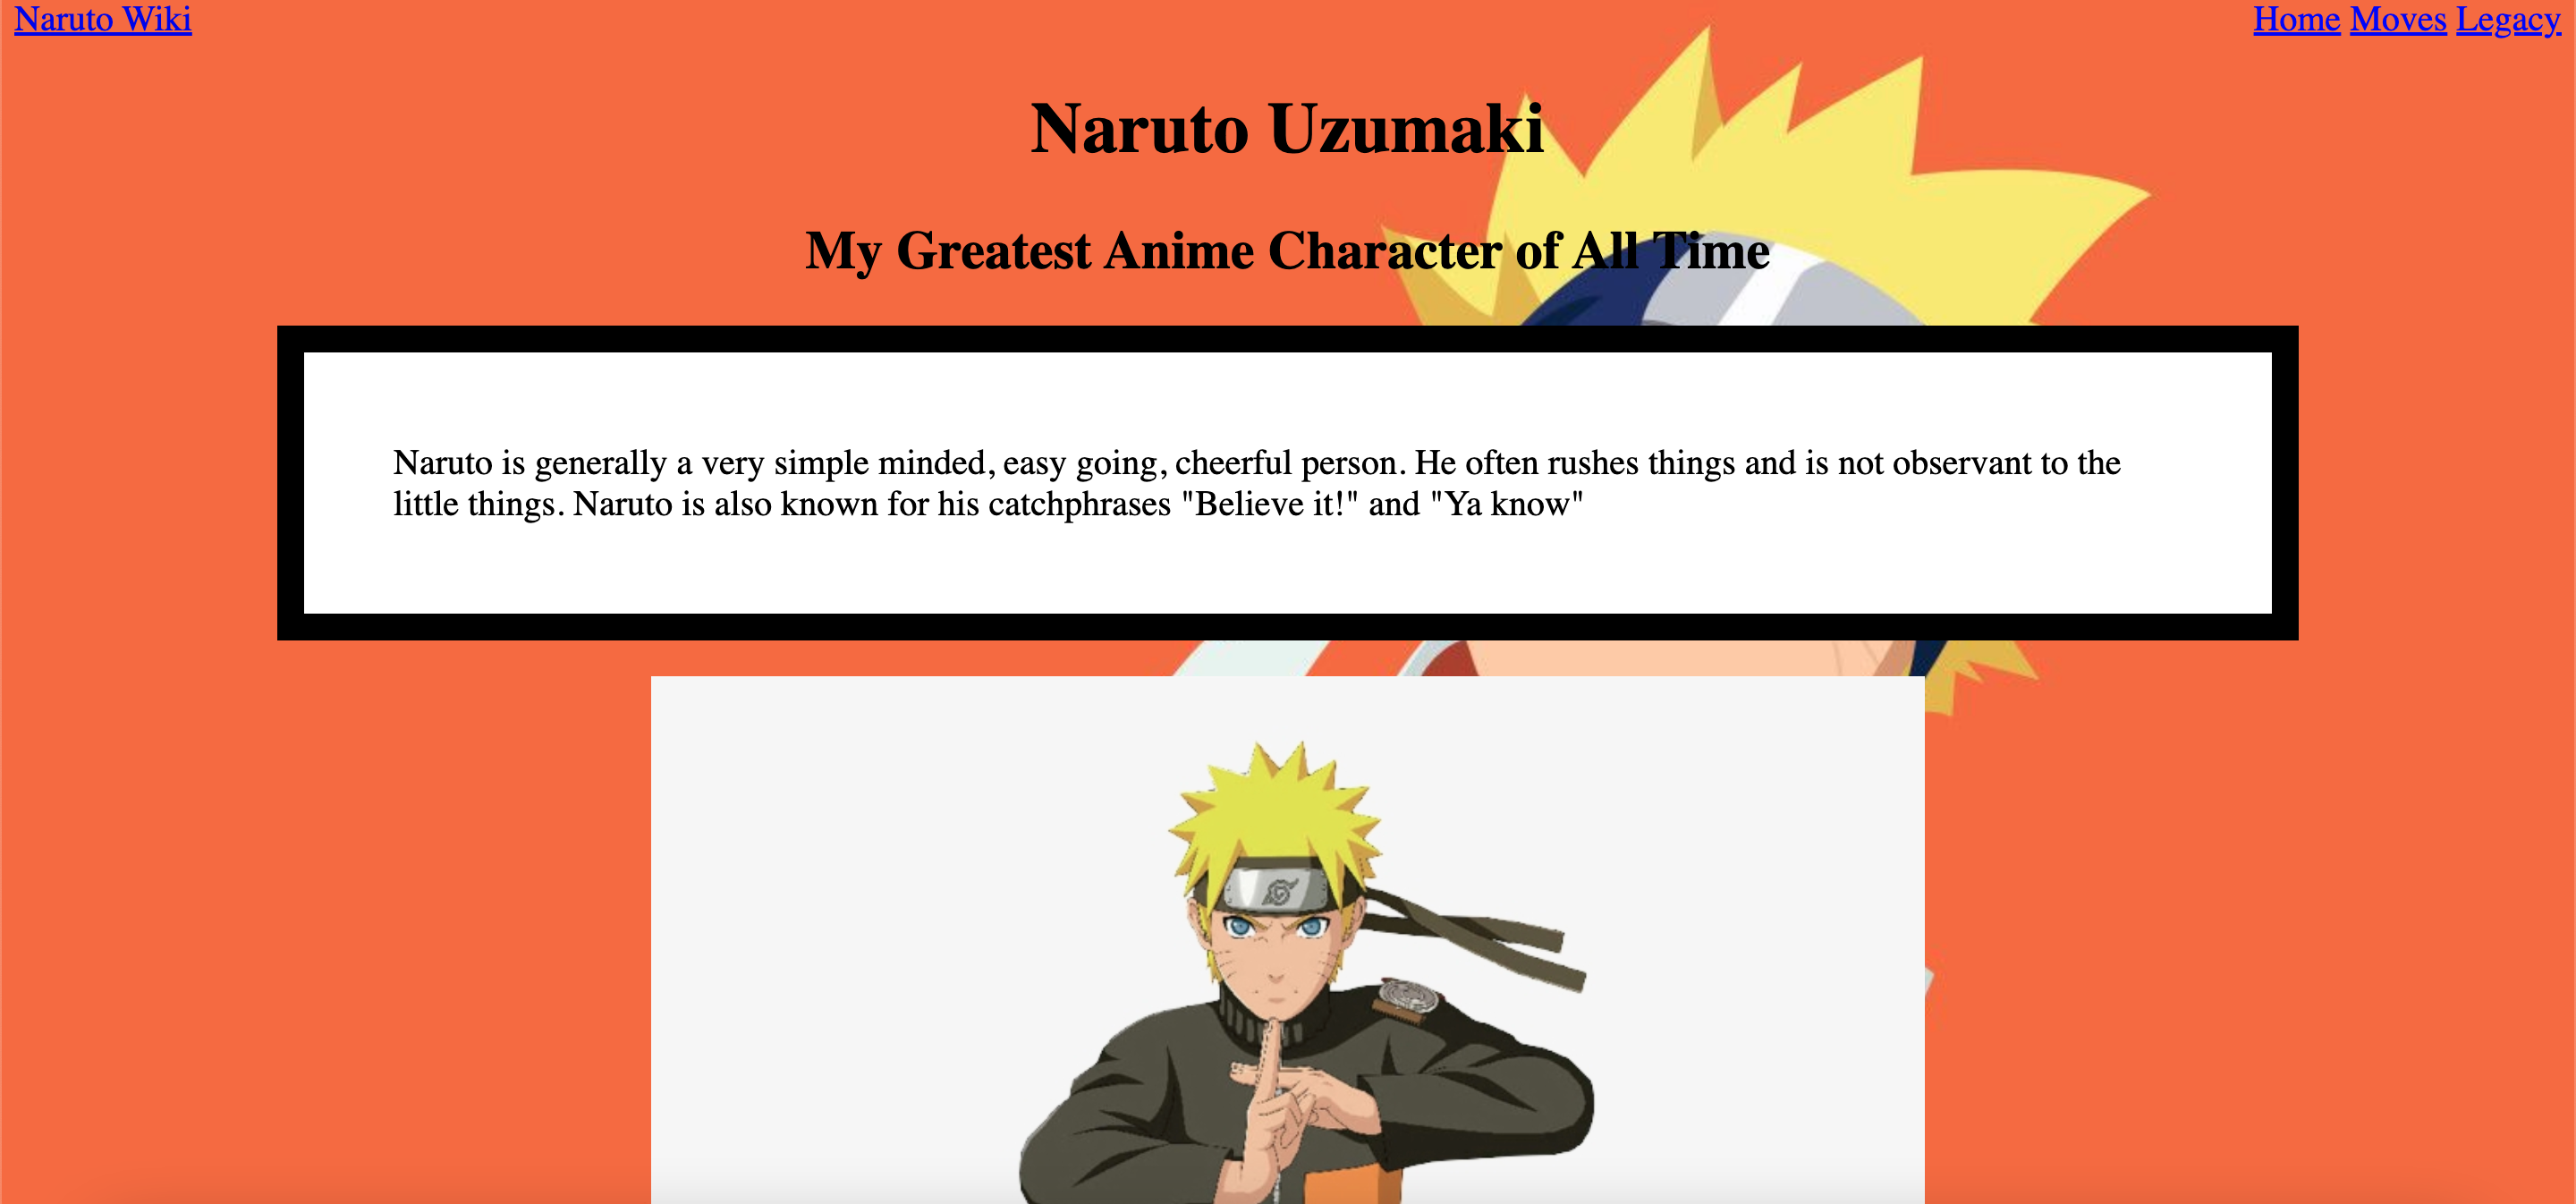 Naruto Wiki
Home Moves Legacy
Naruto Uzumaki
My Greatest Anime Character of All Time
Naruto is generally a very simple minded, easy going, cheerful person. He often rushes things and is not observant to the
little things. Naruto is also known for his catchphrases "Believe it!" and "Ya know"